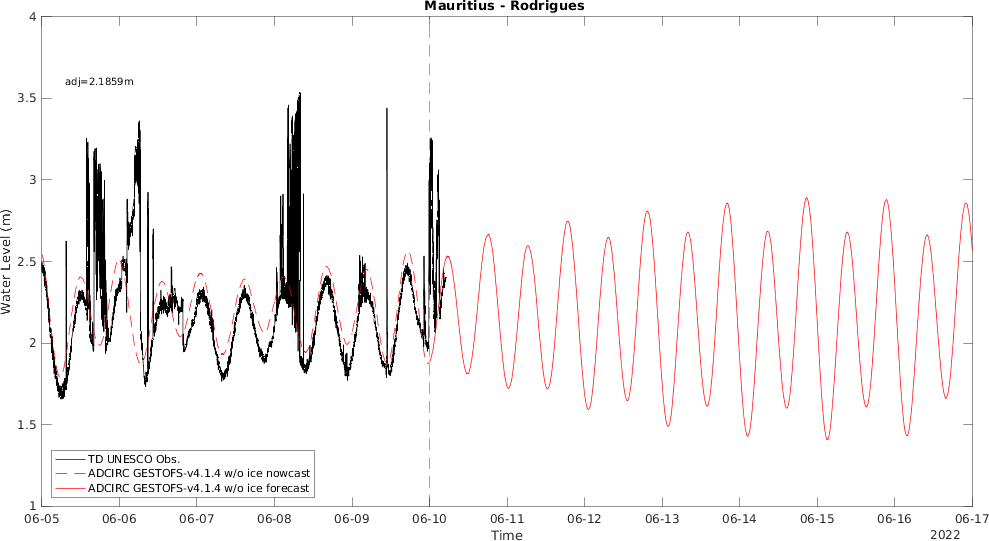 Mauritius - Rodrigues
4
adj=2.1859m
3.5
3
2.5
2
1.5
1
Water Level (m)
TD UNESCO Obs.
ADCIRC GESTOFS-v4.1.4 w/o ice nowcast
ADCIRC GESTOFS-v4.1.4 w/o ice forecast
06-05 06-06 06-07 06-08 06-09 06-10 06-11 06-12 06-13 06-14 06-15 06-16 06-17
Time
2022